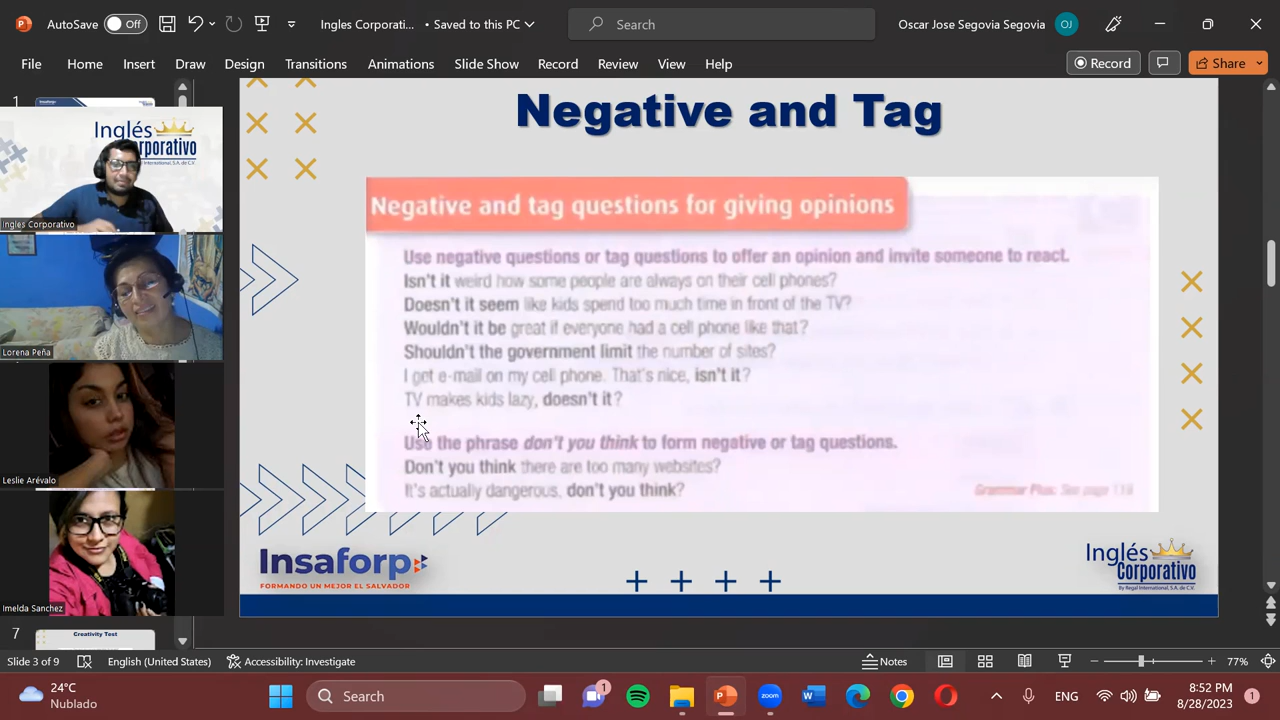 AutoSave Off Ingles Corporati... • Saved to this PC Search Oscar Jose Segovia Segovia OJ
File Home Insert Draw Design Transitions Animations Slide Show Record Review View Help Record Share
1
Inglés
Corporativo
Ingles Corporativo
Lorena Peña
Leslie Arévalo
Imelda Sanchez
7
Creativity Test
Negative and Tag
Negative and tag questions for giving opinions
Use negative questions or tag questions to offer an opinion and invite someone to react.
Isn't it weird how some people are always on their cell phones?
Doesn't it seem like kids spend too much time in front of the TV?
Wouldn't it be great if everyone had a cell phone like that?
Shouldn't the government limit the number of sites?
I get e-mail on my cell phone. That's nice, isn't it?
TV makes kids lazy, doesn't it?
Use the phrase don't you think to form negative or tag questions.
Don't you think there are too many websites?
It's actually dangerous, don't you think?
Grammar Plus: See page
Insaforp
FORMANDO UN MEJOR EL SALVADOR
Inglés
Corporativo
By Regal International, S.A. de C.V.
Slide 3 of 9 English (United States) Accessibility: Investigate Notes 77%
24°C
Nublado
Search
1
ENG
8:52 PM
8/28/2023
1